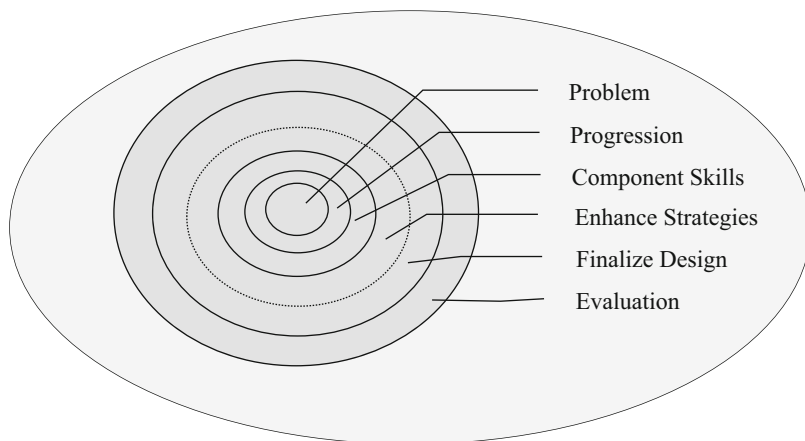 Problem
Progression
Component Skills
Enhance Strategies
Finalize Design
Evaluation